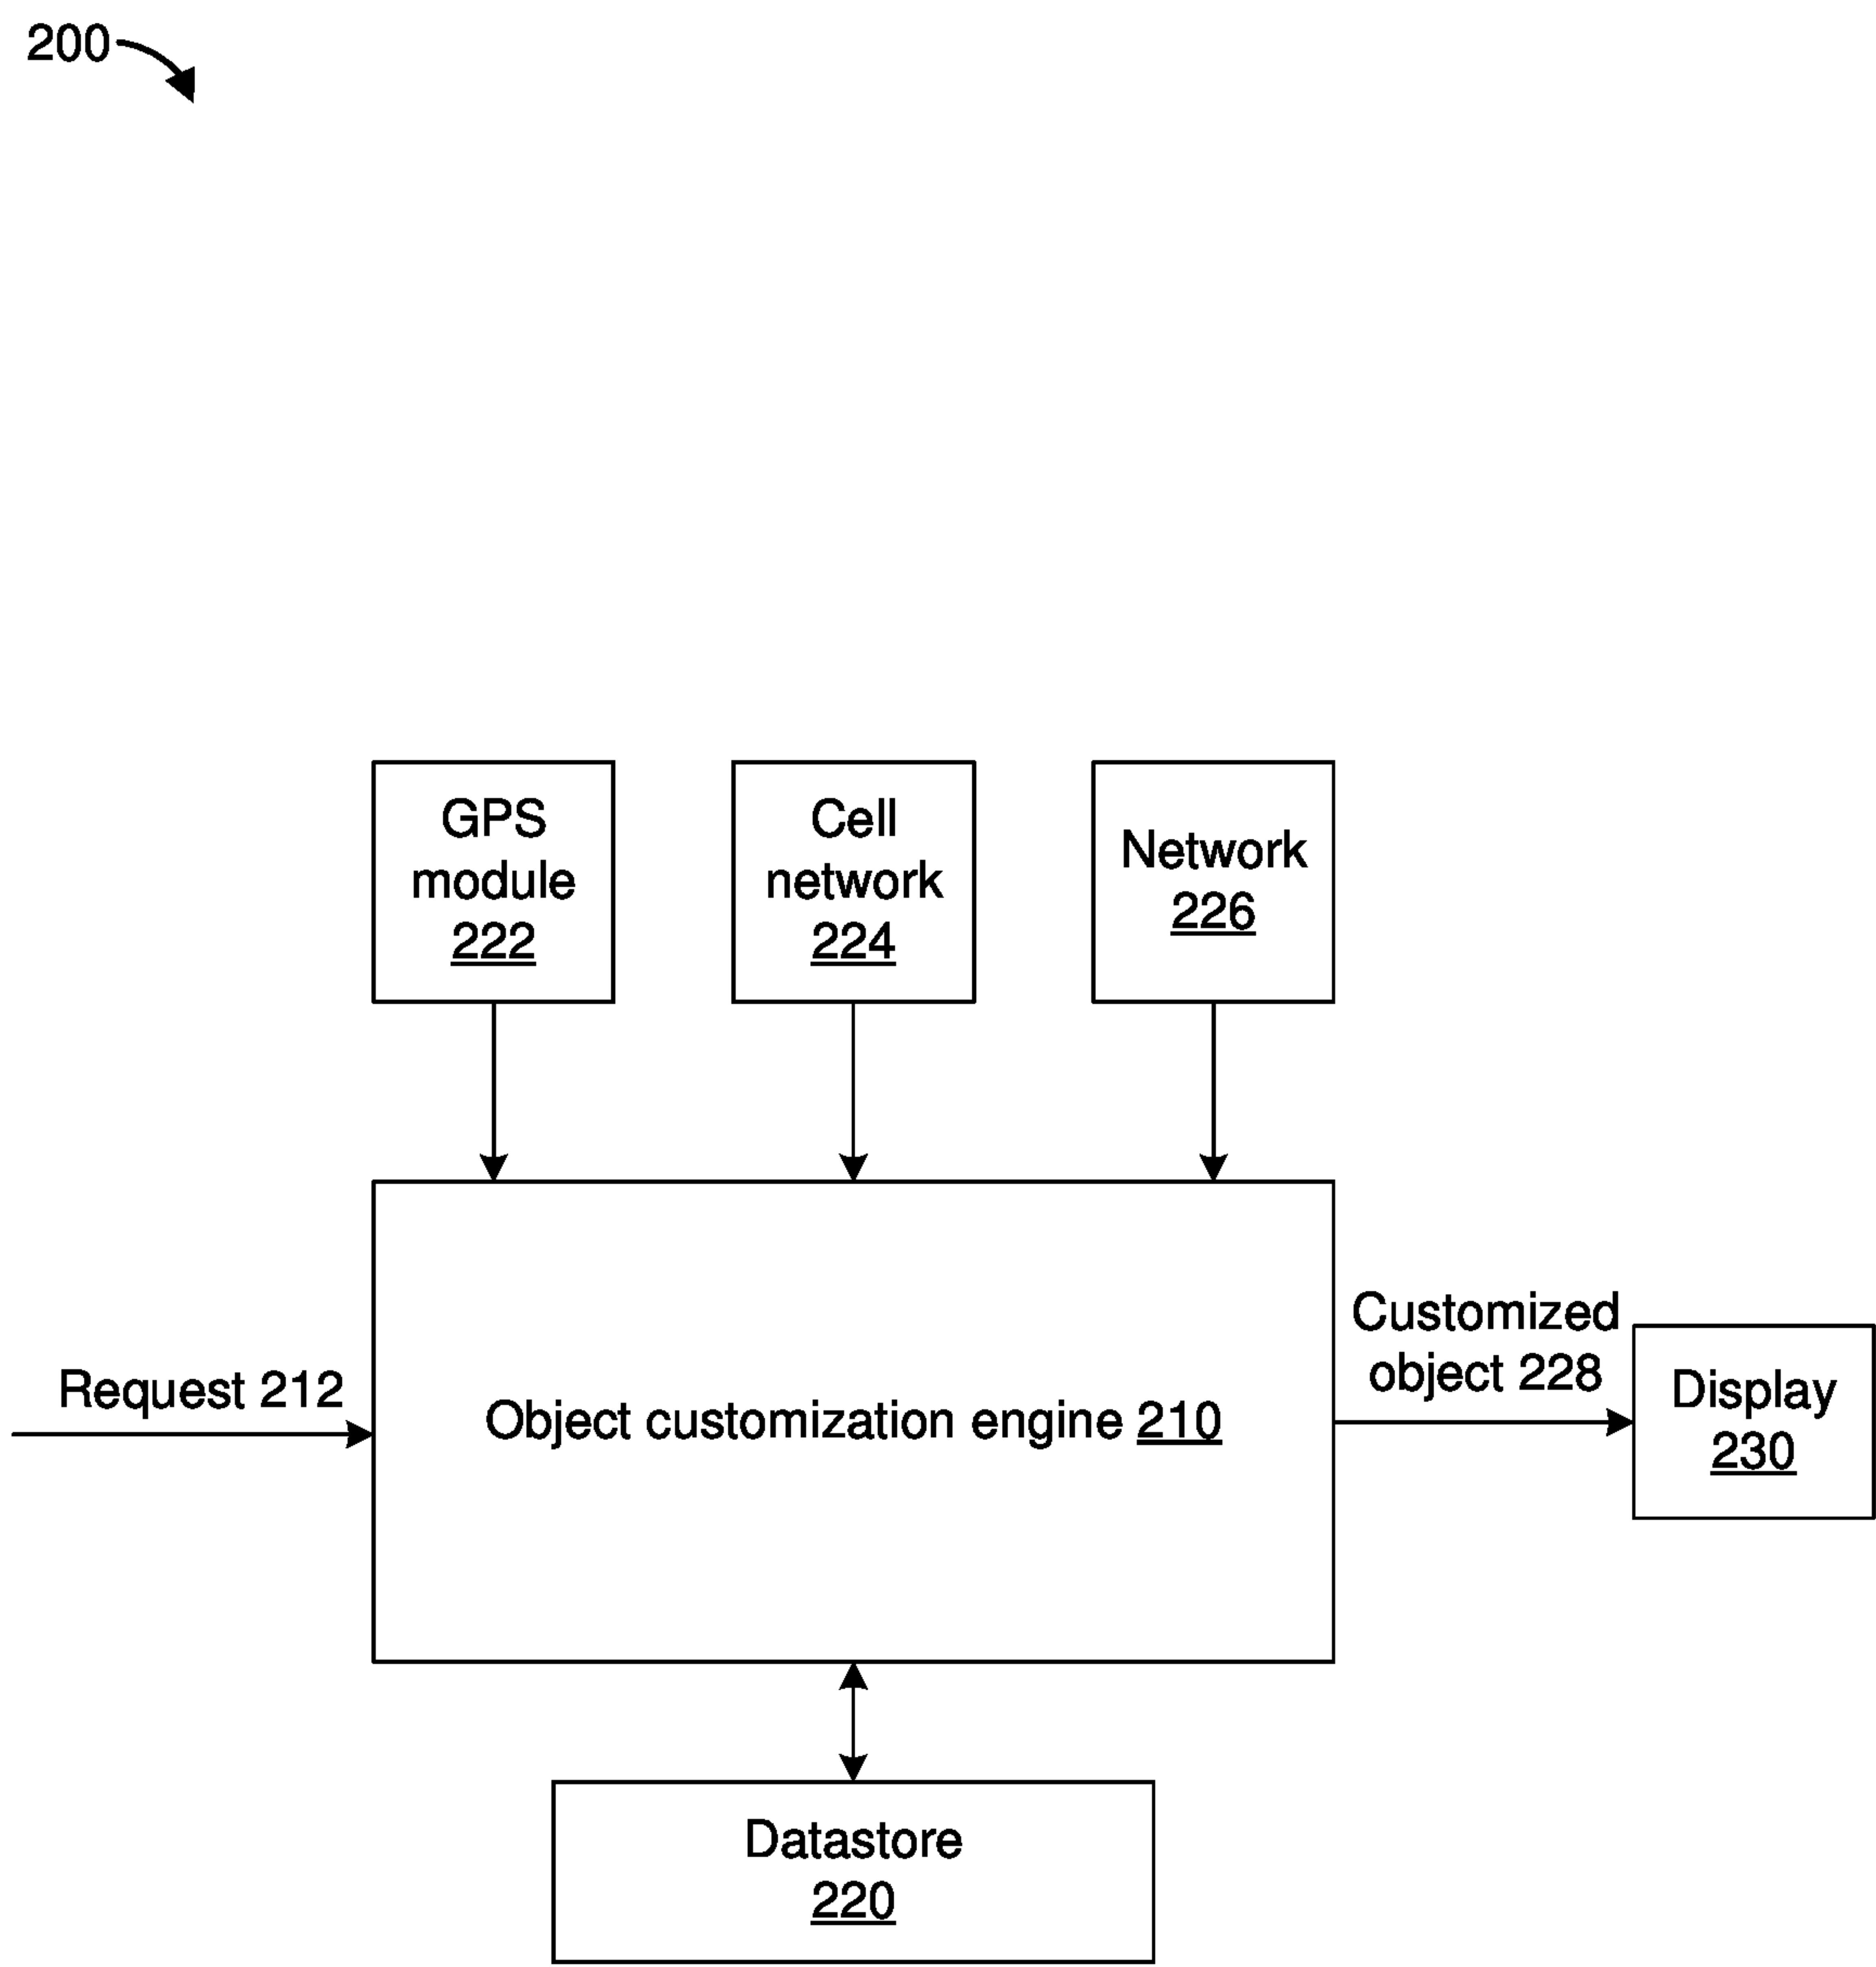 200
GPS
module
222
Cell
network
224
Network
226
Request 212
Object customization engine 210
Customized
object 228
Display
230
Datastore
220